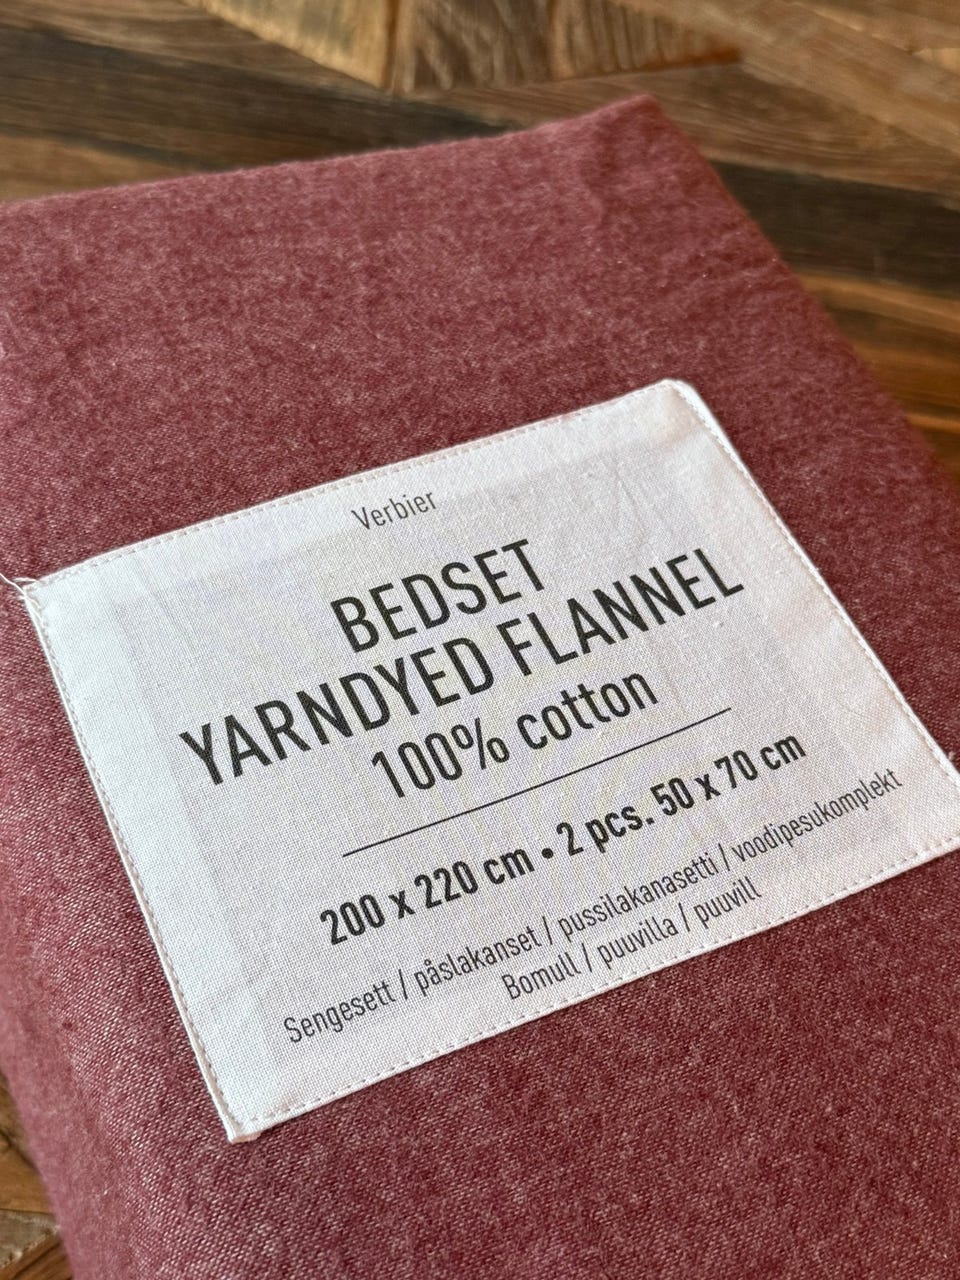 Verbier
BEDSET
YARNDYED FLANNEL
100% cotton
200 x 220 cm • 2 pcs. 50 x 70 cm
Sengesett / påslakanset / pussilakanasetti / voodipesukomplekt
Bomull / puuvilla / puuvill